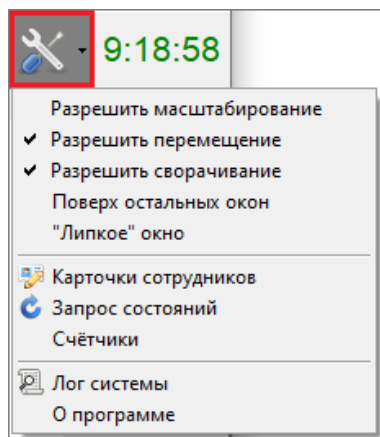 9:18:58
Разрешить масштабирование
Разрешить перемещение
Разрешить сворачивание
Поверх остальных окон
"Липкое" окно
Карточки сотрудников
Запрос состояний
Счётчики
Лог системы
О программе